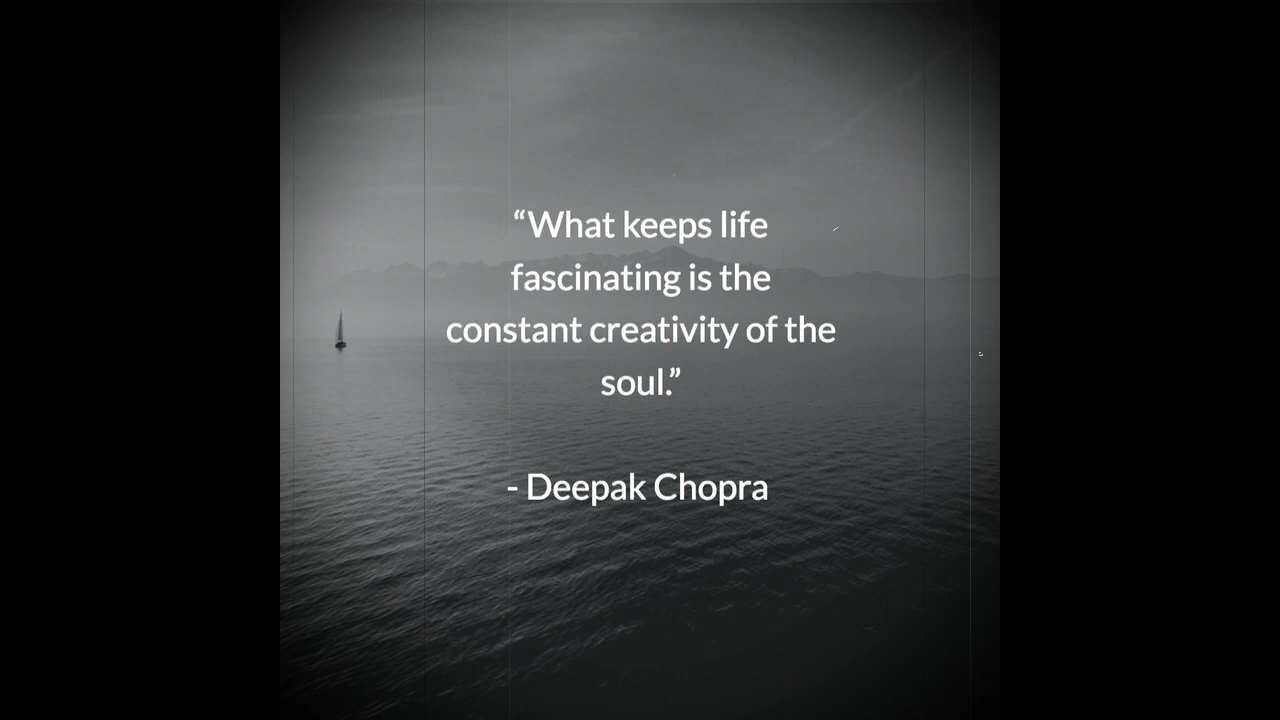 “What keeps life
fascinating is the
constant creativity of the
soul.”
- Deepak Chopra